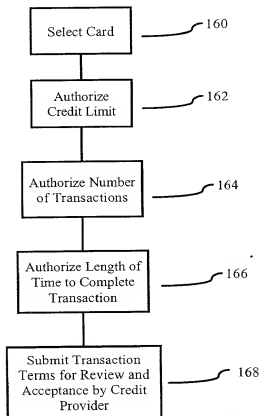 Select Card
160
Authorize
Credit Limit
162
Authorize Number
of Transactions
164
Authorize Length of
Time to Complete
Transaction
166
Submit Transaction
Terms for Review and
Acceptance by Credit
Provider
168